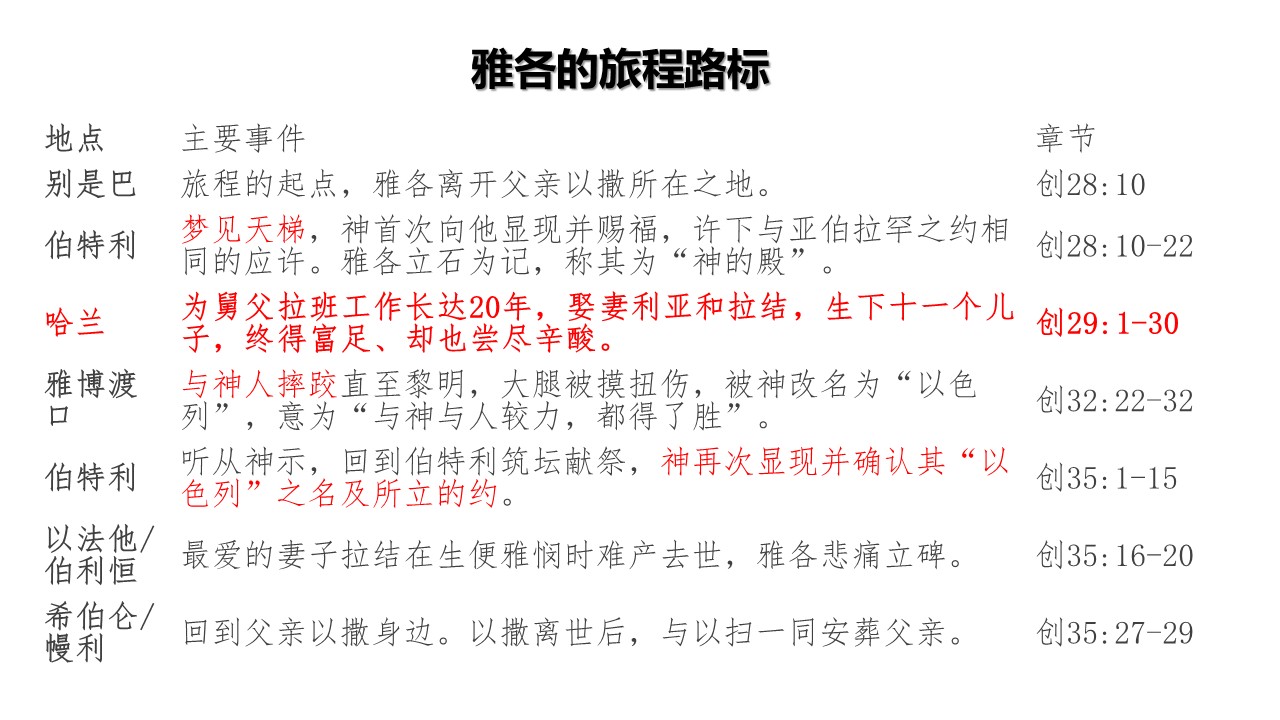 雅各的旅程路标
地点 主要事件 章节
别是巴 旅程的起点，雅各离开父亲以撒所在之地。 创28:10
伯特利 梦见天梯，神首次向他显现并赐福，许下与亚伯拉罕之约相
同的应许。雅各立石为记，称其为“神的殿”。 创28:10-22
哈兰 为舅父拉班工作长达20年，娶妻利亚和拉结，生下十一个儿
子，终得富足、却也尝尽辛酸。 创29:1-30
雅博渡
口
与神人摔跤直至黎明，大腿被摸扭伤，被神改名为“以色
列”，意为“与神与人较力，都得了胜”。
创32:22-32
伯特利 听从神示，回到伯特利筑坛献祭，神再次显现并确认其“以
色列”之名及所立的约。 创35:1-15
以法他/
伯利恒
最爱的妻子拉结在生便雅悯时难产去世，雅各悲痛立碑。 创35:16-20
希伯仑/
幔利
回到父亲以撒身边。以撒离世后，与以扫一同安葬父亲。 创35:27-29